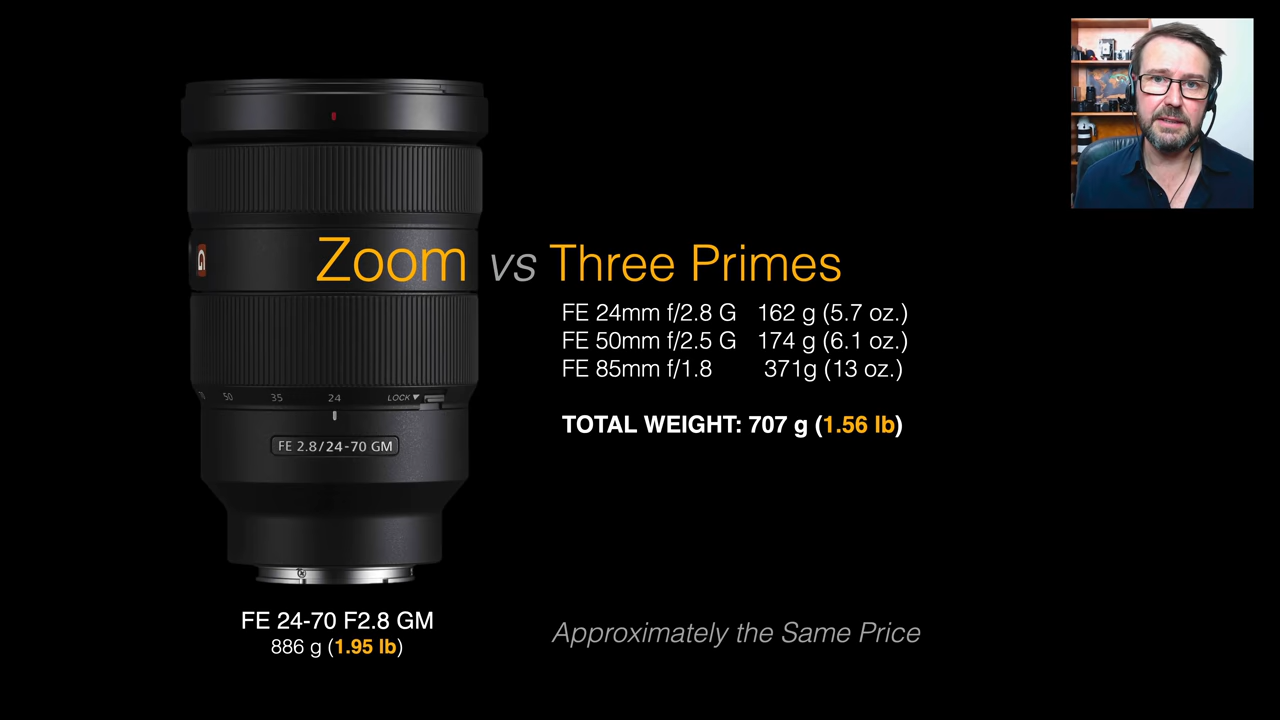 G
Zoom vs Three Primes
FE 24mm f/2.8 G 162 g (5.7 oz.)
FE 50mm f/2.5 G 174 g (6.1 oz.)
FE 85mm f/1.8 371g (13 oz.)
50 35 24 LOCK▼
TOTAL WEIGHT: 707 g (1.56 lb)
FE 2.8/24-70 GM
FE 24-70 F2.8 GM
886 g (1.95 lb)
Approximately the Same Price